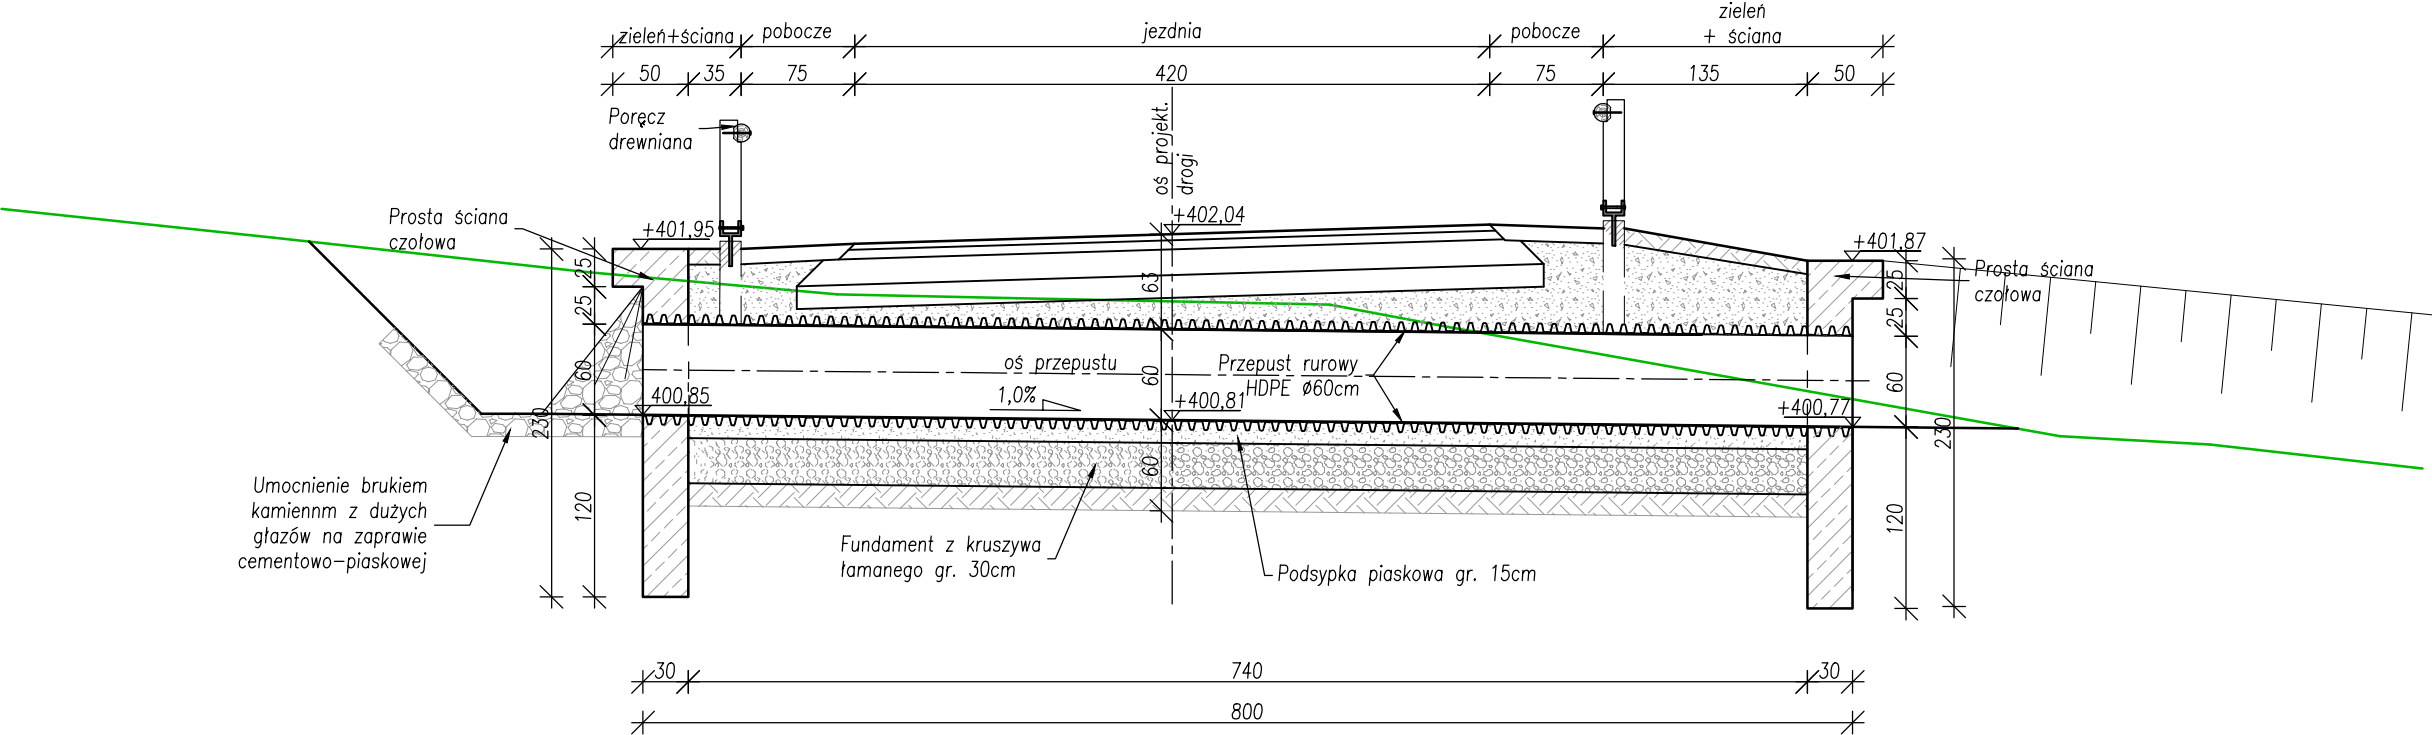 zieleń+ściana
pobocze
jezdnia
pobocze
zieleń
+ ściana
50
35
75
420
75
135
50
Poręcz
drewniana
oś projekt.
drogi
Prosta ściana
czołowa
+401,95
+402,04
+401,87
Prosta ściana
czołowa
25
25
60
230
120
63
60
60
25
25
60
230
120
oś przepustu
Przepust rurowy
HDPE Ø60cm
1,0%
400,85
+400,81
+400,77
Umocnienie brukiem
kamiennm z dużych
głazów na zaprawie
cementowo-piaskowej
Fundament z kruszywa
łamanego gr. 30cm
Podsypka piaskowa gr. 15cm
30
740
30
800